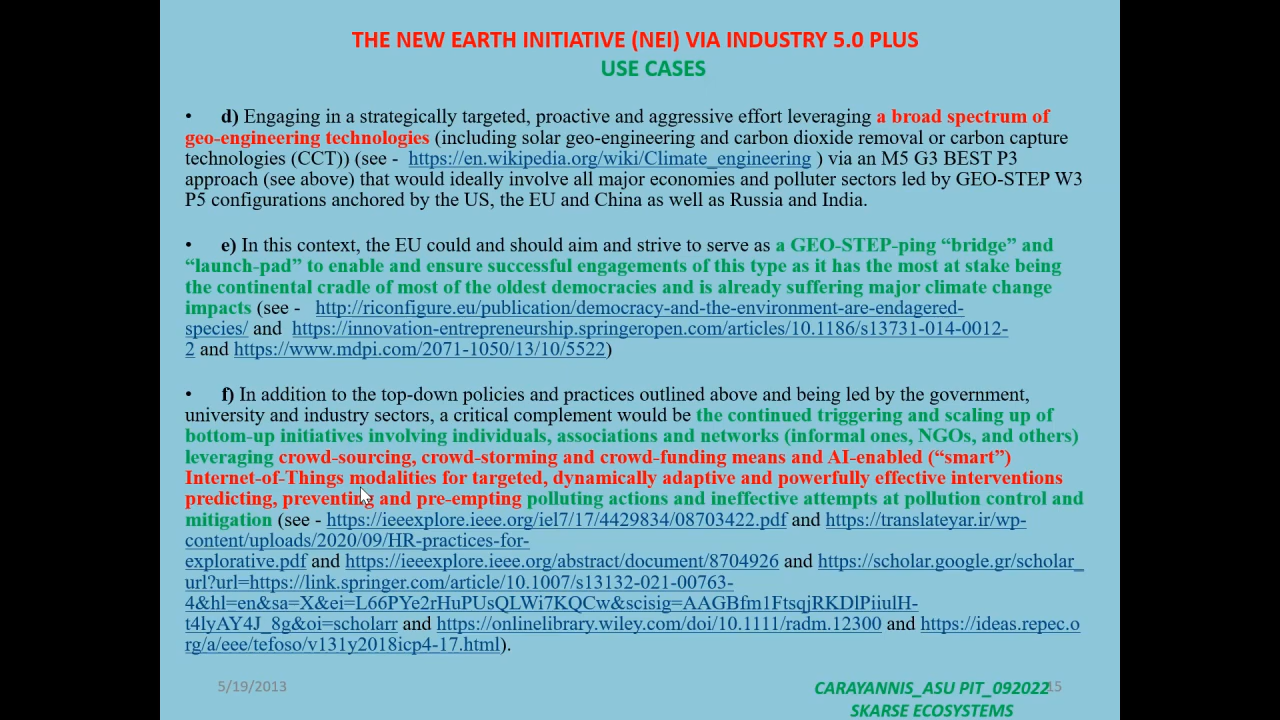 THE NEW EARTH INITIATIVE (NEI) VIA INDUSTRY 5.0 PLUS
USE CASES
• d) Engaging in a strategically targeted, proactive and aggressive effort leveraging a broad spectrum of
geo-engineering technologies (including solar geo-engineering and carbon dioxide removal or carbon capture
technologies (CCT)) (see - https://en.wikipedia.org/wiki/Climate_engineering ) via an M5 G3 BEST P3
approach (see above) that would ideally involve all major economies and polluter sectors led by GEO-STEP W3
P5 configurations anchored by the US, the EU and China as well as Russia and India.
• e) In this context, the EU could and should aim and strive to serve as a GEO-STEP-ping “bridge” and
“launch-pad” to enable and ensure successful engagements of this type as it has the most at stake being
the continental cradle of most of the oldest democracies and is already suffering major climate change
impacts (see - http://riconfigure.eu/publication/democracy-and-the-environment-are-endagered-
species/ and https://innovation-entrepreneurship.springeropen.com/articles/10.1186/s13731-014-0012-
2 and https://www.mdpi.com/2071-1050/13/10/5522)
• f) In addition to the top-down policies and practices outlined above and being led by the government,
university and industry sectors, a critical complement would be the continued triggering and scaling up of
bottom-up initiatives involving individuals, associations and networks (informal ones, NGOs, and others)
leveraging crowd-sourcing, crowd-storming and crowd-funding means and AI-enabled (“smart”)
Internet-of-Things modalities for targeted, dynamically adaptive and powerfully effective interventions
predicting, preventing and pre-empting polluting actions and ineffective attempts at pollution control and
mitigation (see - https://ieeexplore.ieee.org/iel7/17/4429834/08703422.pdf and https://translateyar.ir/wp-
content/uploads/2020/09/HR-practices-for-
explorative.pdf and https://ieeexplore.ieee.org/abstract/document/8704926 and https://scholar.google.gr/scholar_
url?url=https://link.springer.com/article/10.1007/s13132-021-00763-
4&hl=en&sa=X&ei=L66PYe2rHuPUsQLWi7KQCw&scisig=AAGBfm1FtsqjRKDlPiiulH-
t4lyAY4J_8g&oi=scholarr and https://onlinelibrary.wiley.com/doi/10.1111/radm.12300 and https://ideas.repec.o
rg/a/eee/tefoso/v131y2018icp4-17.html).
5/19/2013
CARAYANNIS_ASU PIT_092022
15
SKARSE ECOSYSTEMS